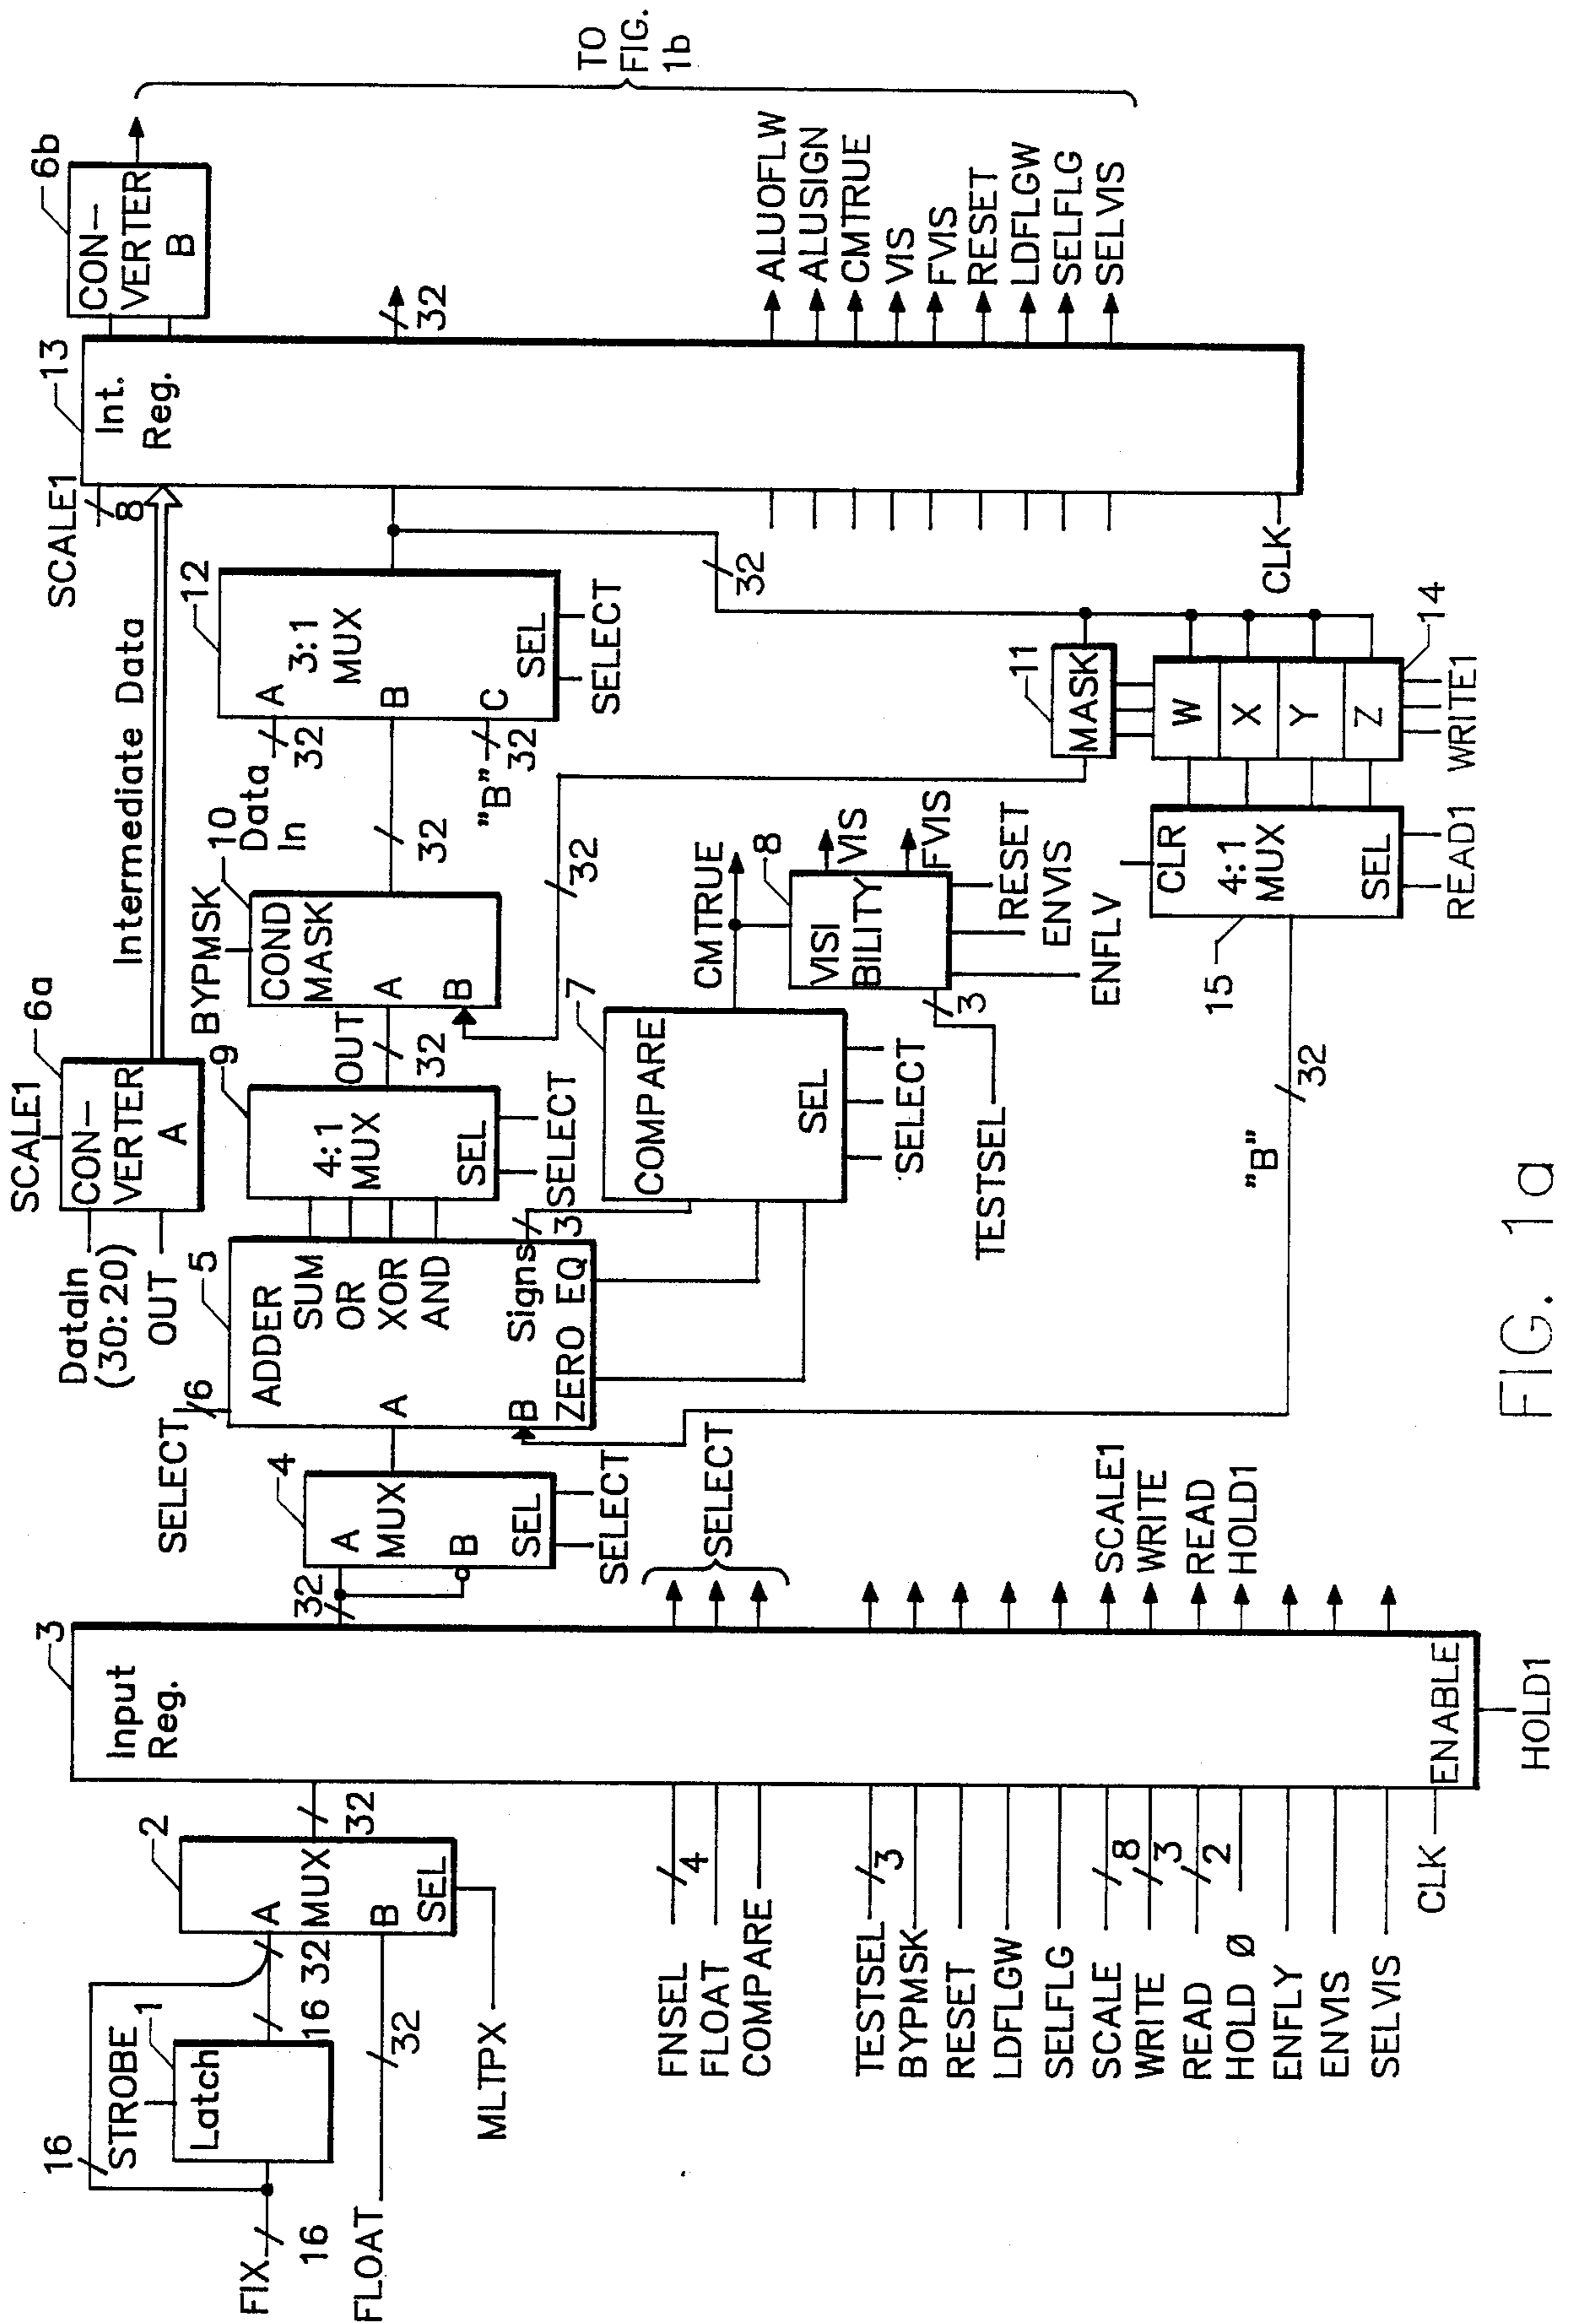 FIX
16
16
STROBE
1
Latch
16
16 32
FLOAT
32
MLTPX
2
A
MUX
B
SEL
32
3
Input
Reg.
FNSEL
4
FLOAT
COMPARE
TESTSEL
3
BYPMSK
RESET
LDFLGW
SELFLG
SCALE
8
WRITE
3
READ
2
HOLD Ø
ENFLY
ENVIS
SELVIS
CLK
ENABLE
HOLD1
32
SELECT
SCALE1
WRITE
READ
HOLD1
4
A
MUX
B
SEL
SELECT
SELECT
6
5
ADDER
SUM
OR
XOR
AND
A
B
Signs
ZERO EQ
3
DataIn
(30:20)
OUT
SCALE1
6a
CON-
VERTER
A
Intermediate Data
9
4:1
MUX
SEL
SELECT
OUT
32
BYPMSK
10
COND
MASK
A
B
32
32
7
COMPARE
SEL
SELECT
CMTRUE
8
VISI
BILITY
VIS
FVIS
RESET
ENVIS
ENFLV
3
TESTSEL
Data
In
32
"B"
32
12
A
3:1
MUX
B
C
SEL
SELECT
32
11
MASK
W
X
Y
Z
14
WRITE1
15
CLR
4:1
MUX
SEL
READ1
"B"
32
SCALE1
8
13
Int.
Reg.
CLK
6b
CON-
VERTER
B
32
ALUOFLW
ALUSIGN
CMTRUE
VIS
FVIS
RESET
LDFLGW
SELFLG
SELVIS
TO
FIG.
1b
FIG. 1a